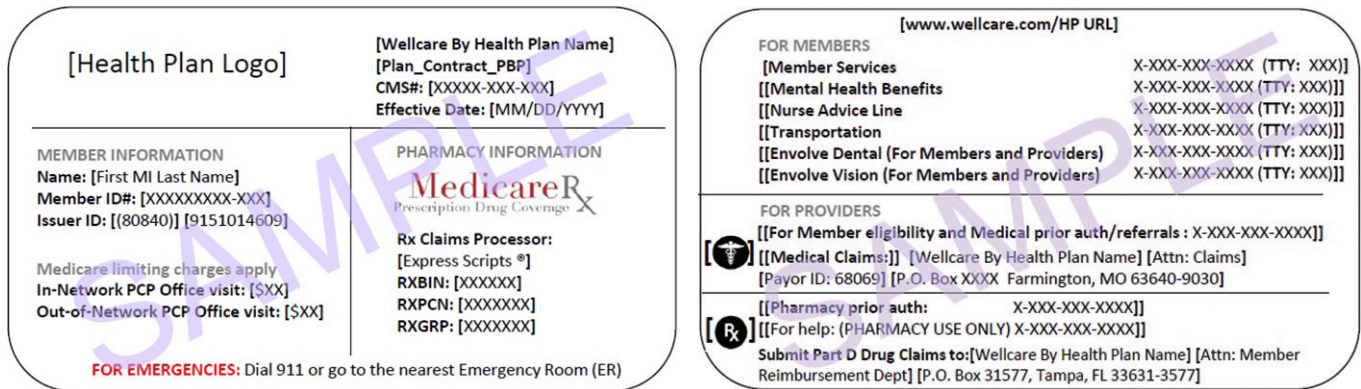 [Health Plan Logo]
[Wellcare By Health Plan Name]
[Plan_Contract_PBP]
CMS#: [XXXXX-XXX-XXX]
Effective Date: [MM/DD/YYYY]
MEMBER INFORMATION
Name: [First MI Last Name]
Member ID#: [XXXXXXXXX-XXX]
Issuer ID: [(80840)] [9151014609]
Medicare limiting charges apply
In-Network PCP Office visit: [$XX]
Out-of-Network PCP Office visit: [$XX]
PHARMACY INFORMATION
MedicareRx
Prescription Drug Coverage
Rx Claims Processor:
[Express Scripts ®]
RXBIN: [XXXXXX]
RXPCN: [XXXXXXX]
RXGRP: [XXXXXXX]
FOR EMERGENCIES: Dial 911 or go to the nearest Emergency Room (ER)
SAMPLE
[www.wellcare.com/HP URL]
FOR MEMBERS
[Member Services X-XXX-XXX-XXXX (TTY: XXX)]
[[Mental Health Benefits X-XXX-XXX-XXXX (TTY: XXX)]]
[[Nurse Advice Line X-XXX-XXX-XXXX (TTY: XXX)]]
[[Transportation X-XXX-XXX-XXXX (TTY: XXX)]]
[[Envolve Dental (For Members and Providers) X-XXX-XXX-XXXX (TTY: XXX)]]
[[Envolve Vision (For Members and Providers) X-XXX-XXX-XXXX (TTY: XXX)]]
FOR PROVIDERS
[[For Member eligibility and Medical prior auth/referrals : X-XXX-XXX-XXXX]]
[ ] [[Medical Claims:]] [Wellcare By Health Plan Name] [Attn: Claims]
[Payor ID: 68069] [P.O. Box XXXX Farmington, MO 63640-9030]
[[Pharmacy prior auth: X-XXX-XXX-XXXX]]
[Rx] [[For help: (PHARMACY USE ONLY) X-XXX-XXX-XXXX]]
Submit Part D Drug Claims to:[Wellcare By Health Plan Name] [Attn: Member
Reimbursement Dept] [P.O. Box 31577, Tampa, FL 33631-3577]
SAMPLE